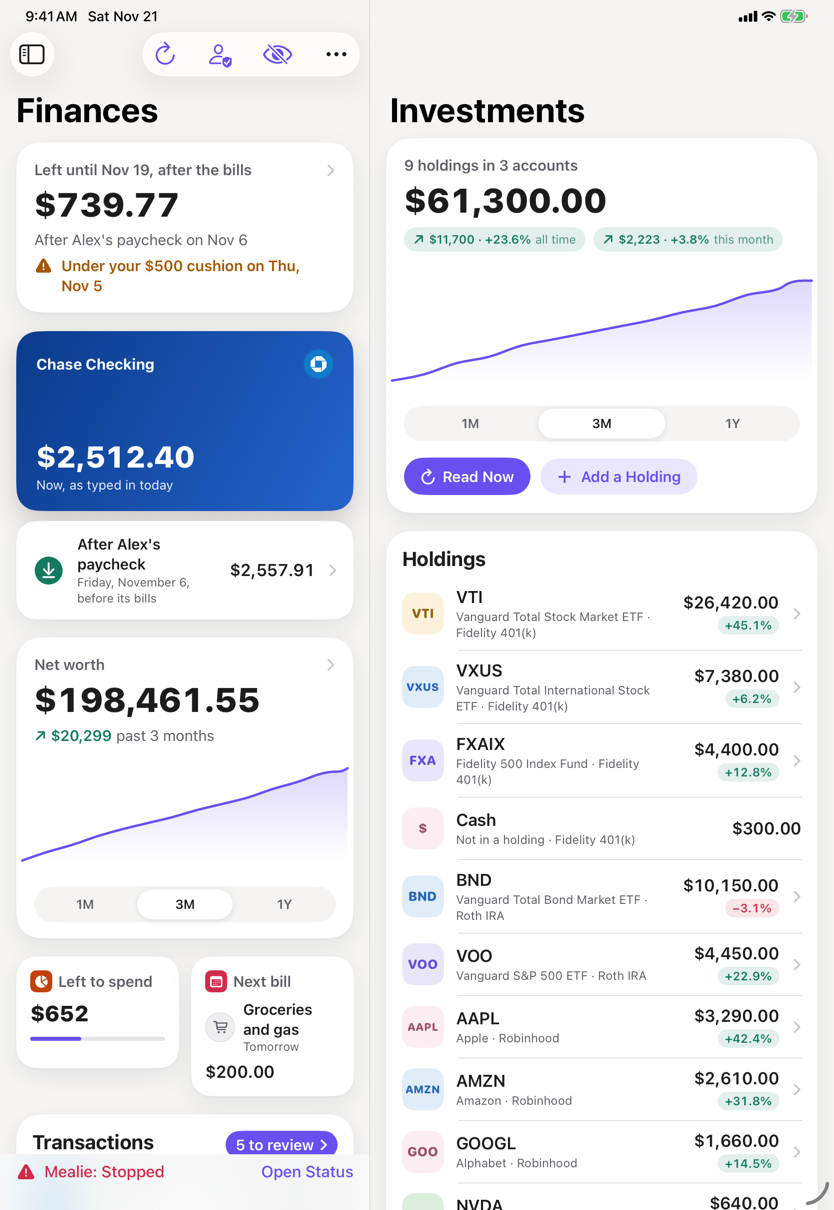 9:41 AM Sat Nov 21
Finances
Left until Nov 19, after the bills
$739.77
After Alex's paycheck on Nov 6
Under your $500 cushion on Thu,
Nov 5
Chase Checking
$2,512.40
Now, as typed in today
After Alex's
paycheck
Friday, November 6,
before its bills
$2,557.91
Net worth
$198,461.55
$20,299 past 3 months
1M
3M
1Y
Left to spend
$652
Next bill
Groceries
and gas
Tomorrow
$200.00
Transactions
5 to review
Mealie: Stopped
Open Status
Investments
9 holdings in 3 accounts
$61,300.00
$11,700 · +23.6% all time
$2,223 · +3.8% this month
1M
3M
1Y
Read Now
Add a Holding
Holdings
VTI
VTI
Vanguard Total Stock Market ETF ·
Fidelity 401(k)
$26,420.00
+45.1%
VXUS
VXUS
Vanguard Total International Stock
ETF · Fidelity 401(k)
$7,380.00
+6.2%
FXA
FXAIX
Fidelity 500 Index Fund · Fidelity
401(k)
$4,400.00
+12.8%
$
Cash
Not in a holding · Fidelity 401(k)
$300.00
BND
BND
Vanguard Total Bond Market ETF ·
Roth IRA
$10,150.00
−3.1%
VOO
VOO
Vanguard S&P 500 ETF · Roth IRA
$4,450.00
+22.9%
AAPL
AAPL
Apple · Robinhood
$3,290.00
+42.4%
AMZN
AMZN
Amazon · Robinhood
$2,610.00
+31.8%
GOO
GOOGL
Alphabet · Robinhood
$1,660.00
+14.5%
NVDA
$640.00